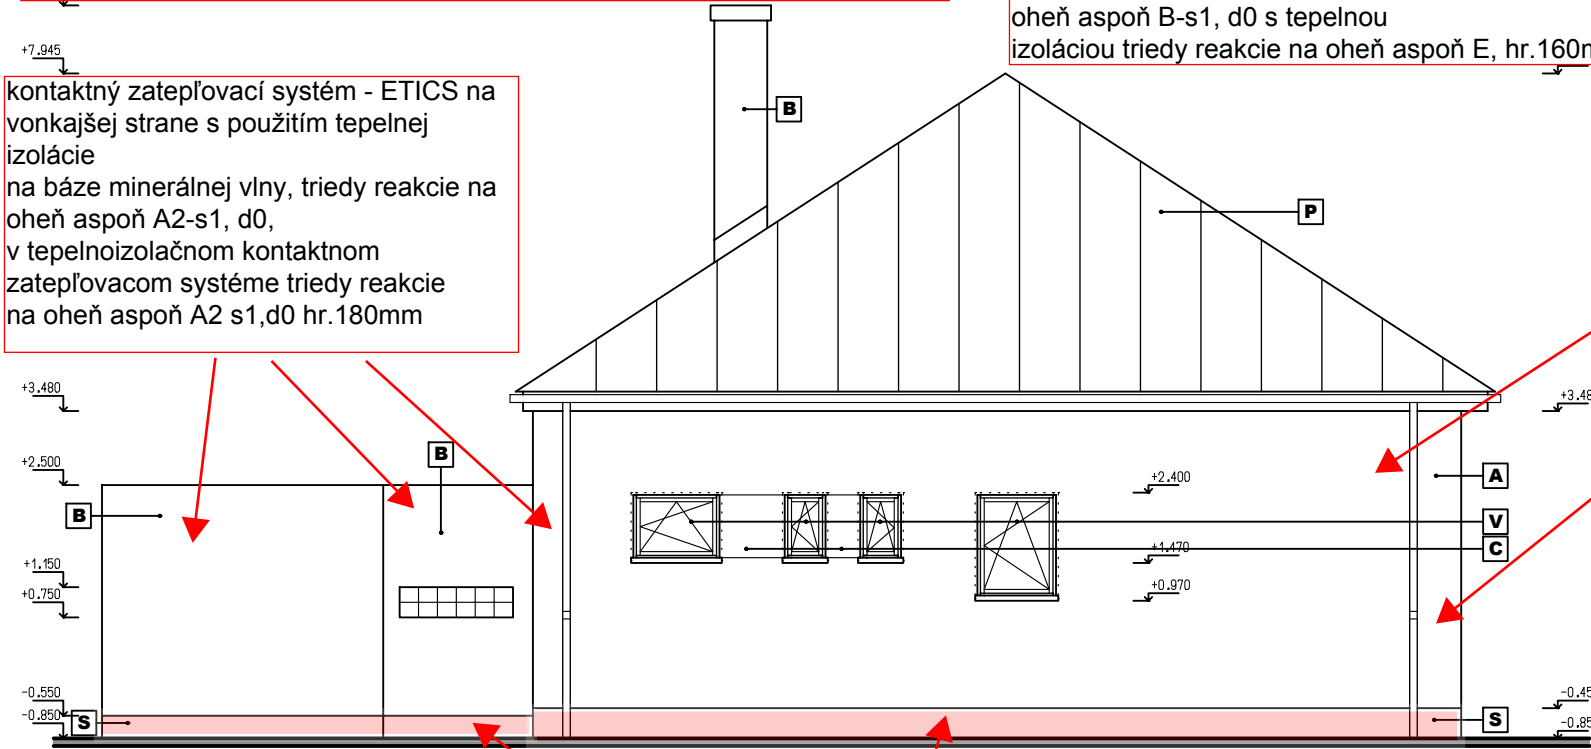 oheň aspoň B-s1, d0 s tepelnou
izoláciou triedy reakcie na oheň aspoň E, hr.160m
+7.945
kontaktný zatepľovací systém - ETICS na
vonkajšej strane s použitím tepelnej
izolácie
na báze minerálnej vlny, triedy reakcie na
oheň aspoň A2-s1, d0,
v tepelnoizolačnom kontaktnom
zatepľovacom systéme triedy reakcie
na oheň aspoň A2 s1,d0 hr.180mm
B
P
+3.480
+3.48
B
+2.500
+2.400
A
B
V
+1.470
C
+1.150
+0.970
+0.750
-0.550
-0.45
-0.850
S
S
-0.85